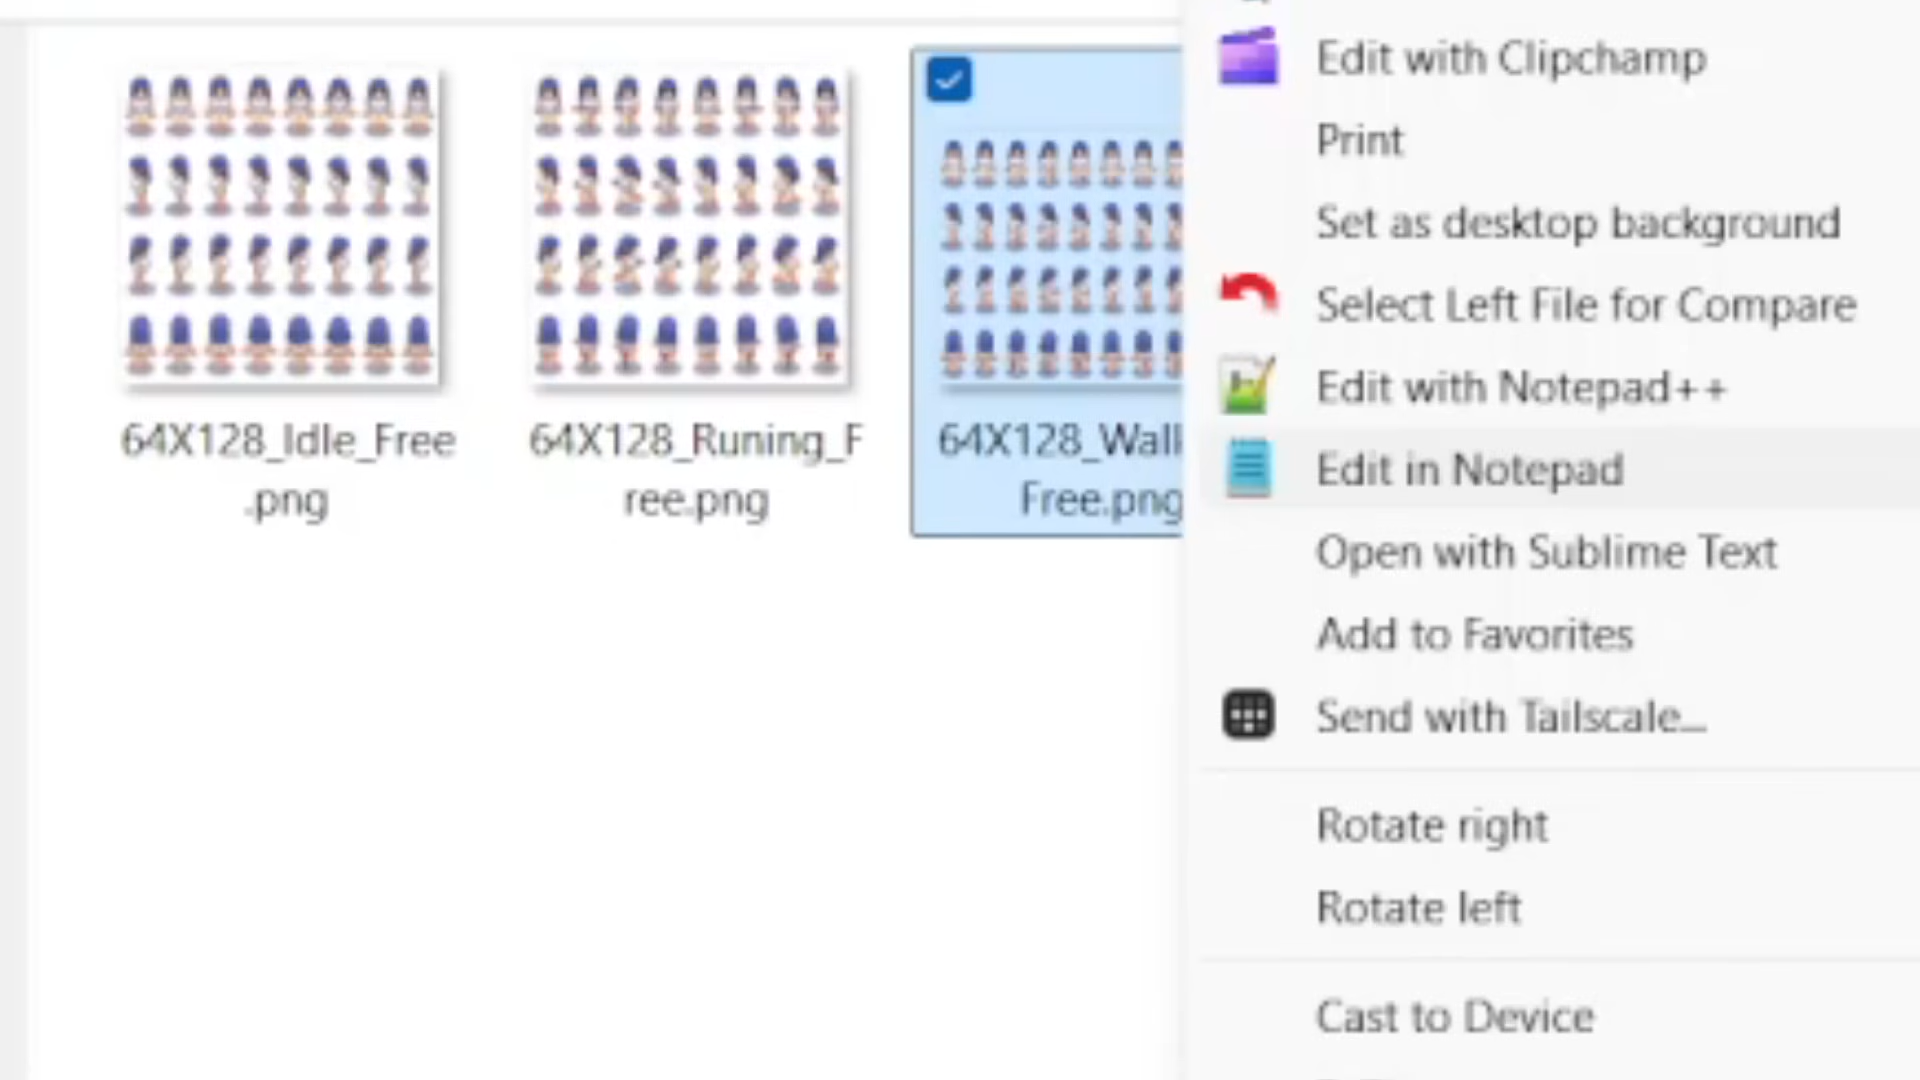 64X128_Idle_Free
.png
64X128_Runing_F
ree.png
64X128_Walk
Free.png
Edit with Clipchamp
Print
Set as desktop background
Select Left File for Compare
Edit with Notepad++
Edit in Notepad
Open with Sublime Text
Add to Favorites
Send with Tailscale...
Rotate right
Rotate left
Cast to Device